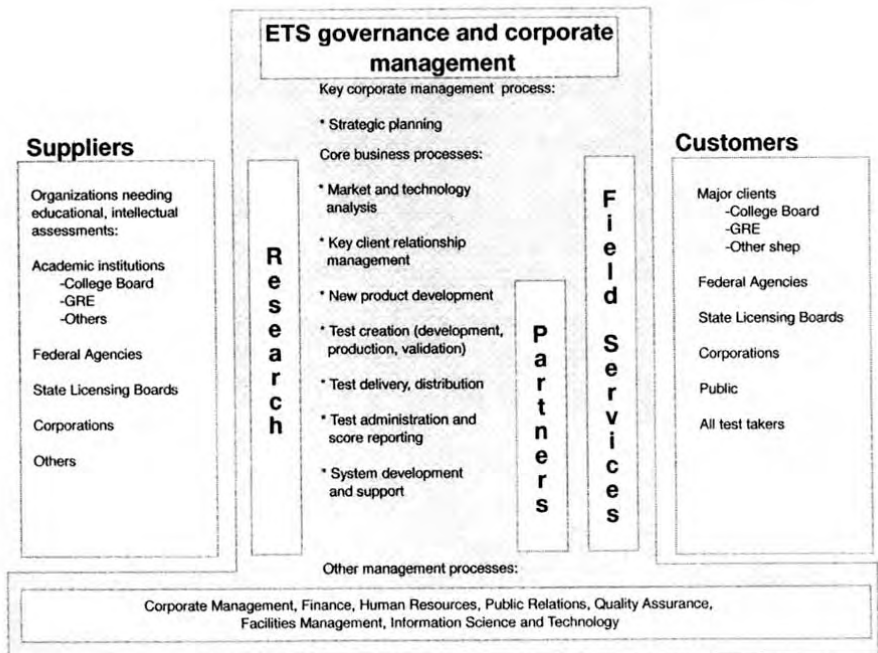 ETS governance and corporate
management
Key corporate management process:
* Strategic planning
Core business processes:
* Market and technology
analysis
* Key client relationship
management
* New product development
* Test creation (development,
production, validation)
* Test delivery, distribution
* Test administration and
score reporting
* System development
and support
Suppliers
Organizations needing
educational, intellectual
assessments:
Academic institutions
-College Board
-GRE
-Others
Federal Agencies
State Licensing Boards
Corporations
Others
Research
Partners
Field Services
Customers
Major clients
-College Board
-GRE
-Other shep
Federal Agencies
State Licensing Boards
Corporations
Public
All test takers
Other management processes:
Corporate Management, Finance, Human Resources, Public Relations, Quality Assurance,
Facilities Management, Information Science and Technology